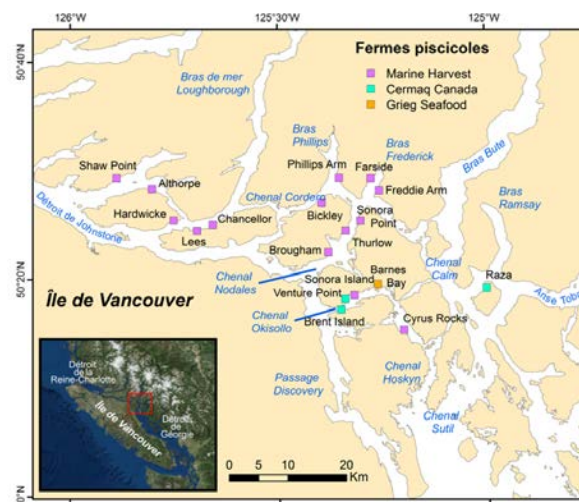 126°W
125°30'W
125°W
50°40'N
Fermes piscicoles
Marine Harvest
Cermaq Canada
Grieg Seafood
Bras de mer
Loughborough
Bras
Phillips
Bras
Frederick
Bras Bute
Phillips Arm
Farside
Shaw Point
Althorpe
Freddie Arm
Bras
Ramsay
Chenal Cordero
Détroit de Johnstone
Hardwicke
Chancellor
Bickley
Sonora
Point
Lees
Thurlow
Brougham
Chenal
Calm
Chenal
Nodales
Barnes
Bay
Raza
50°20'N
Sonora Island
Île de Vancouver
Venture Point
Anse Toba
Chenal
Okisollo
Brent Island
Cyrus Rocks
Détroit
de la
Reine-Charlotte
Île de Vancouver
Détroit
de
Géorgie
Passage
Discovery
Chenal
Hoskyn
Chenal
Sutil
0 5 10 20
Km
0°N